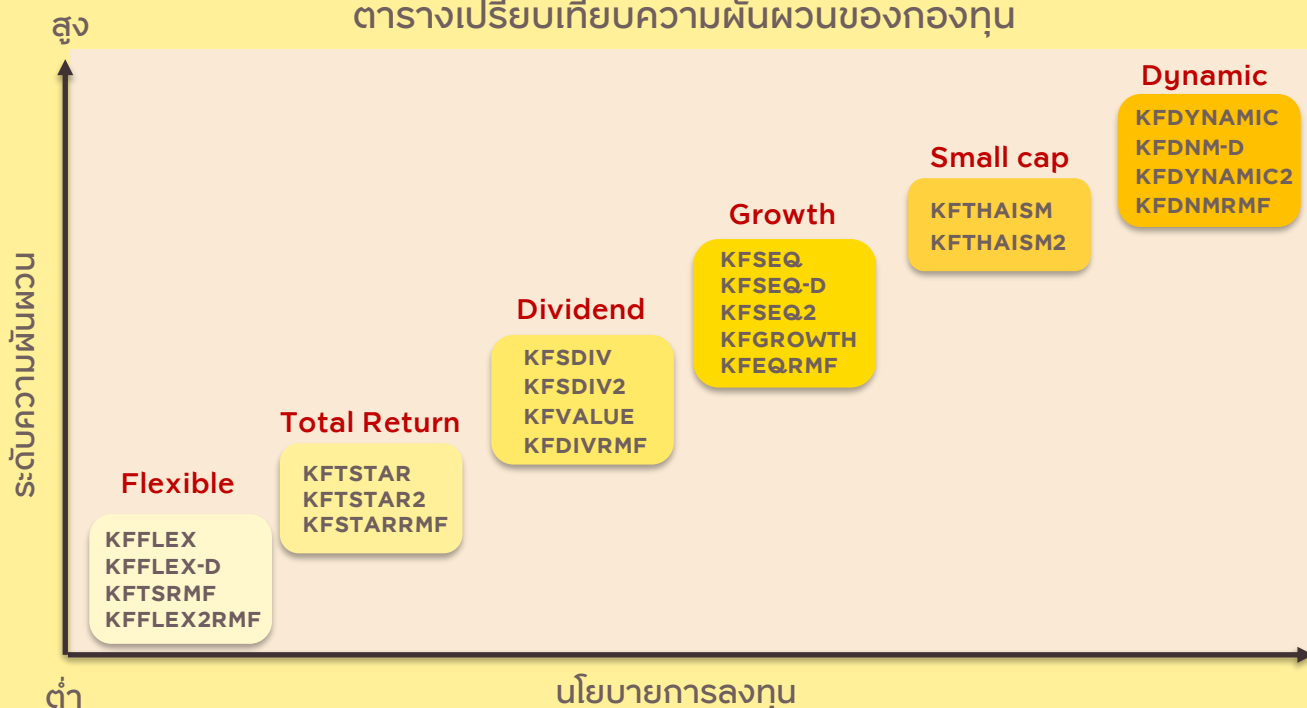 ตารางเปรียบเทียบความผันผวนของกองทุน
สูง
Dynamic
KFDYNAMIC
KFDNM-D
KFDYNAMIC2
KFDNMRMF
Small cap
KFTHAISM
KFTHAISM2
Growth
KFSEQ
KFSEQ-D
KFSEQ2
KFGROWTH
KFEQRMF
Dividend
KFSDIV
KFSDIV2
KFVALUE
KFDIVRMF
Total Return
KFTSTAR
KFTSTAR2
KFSTARRMF
Flexible
KFFLEX
KFFLEX-D
KFTSRMF
KFFLEX2RMF
ระดับความผันผวน
ต่ำ
นโยบายการลงทุน